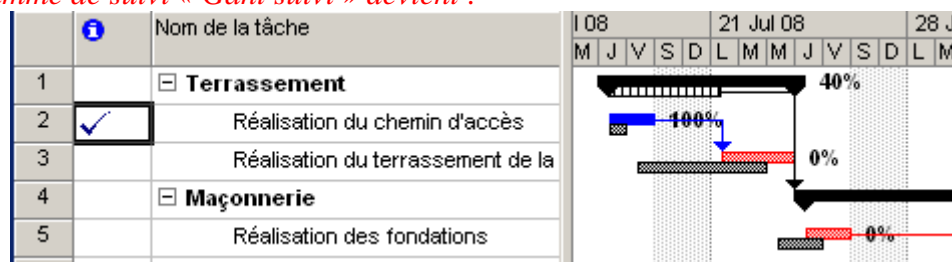 de suivi « Gant suivi » devient :
Nom de la tâche
l 08 21 Jul 08 28 J
M J V S D L M M J V S D L M
1 Terrassement 40%
2 Réalisation du chemin d'accès 100%
3 Réalisation du terrassement de la 0%
4 Maçonnerie
5 Réalisation des fondations 0%